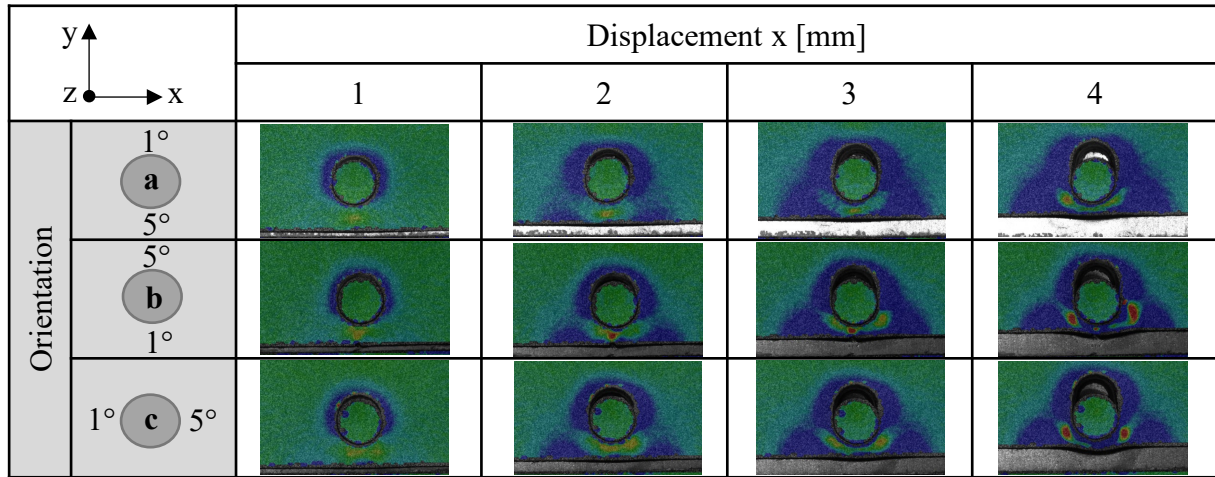 y
z x
Displacement x [mm]
1 2 3 4
Orientation
1°
a
5°
5°
b
1°
1° c 5°